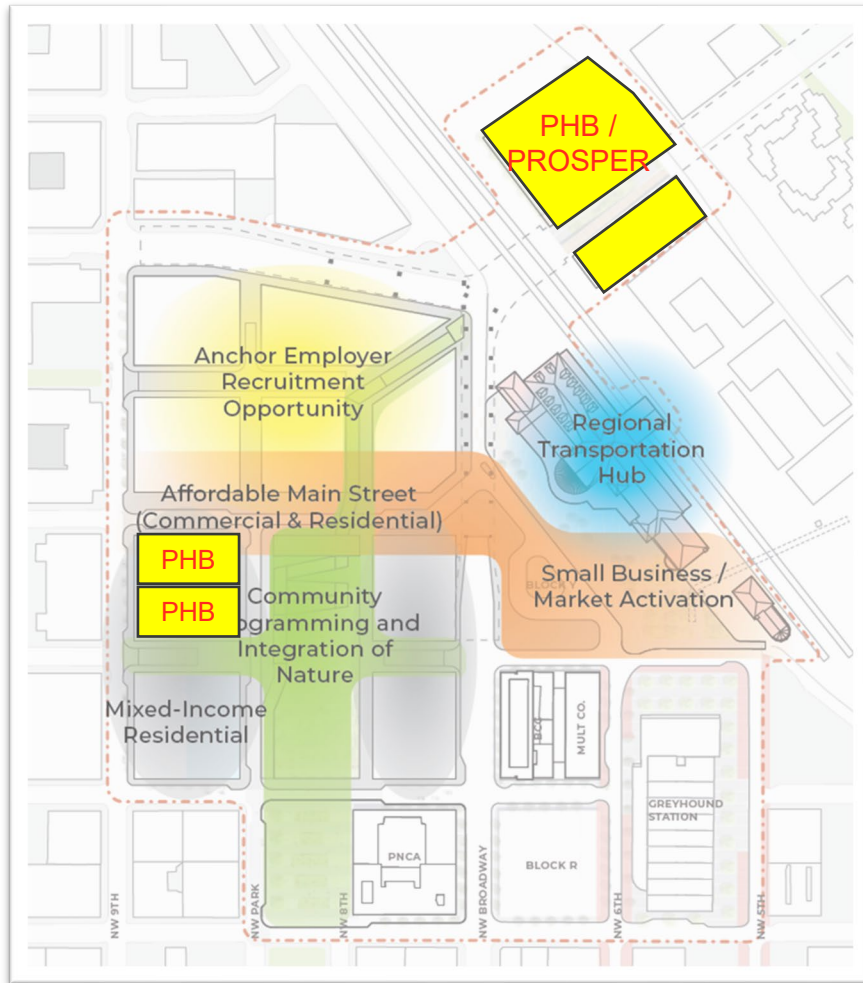 PHB /
PROSPER
Anchor Employer
Recruitment
Opportunity
Regional
Transportation
Hub
Affordable Main Street
(Commercial & Residential)
PHB
PHB
Small Business /
Market Activation
BLOCK Y
Community
ogramming and
Integration of
Nature
Mixed-Income
Residential
BCC
MULT CO.
GREYHOUND
STATION
PNCA
BLOCK R
NW 9TH
NW PARK
NW 8TH
NW BROADWAY
NW 6TH
NW 5TH